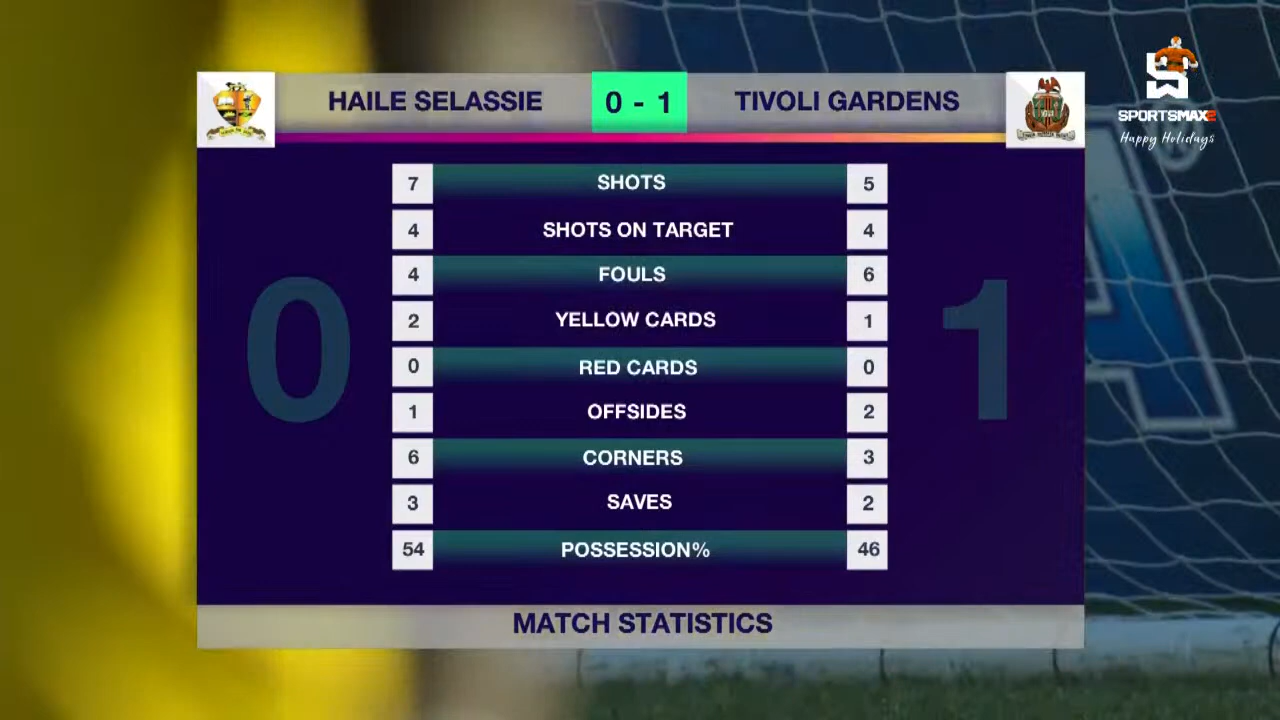 HAILE SELASSIE 0 - 1 TIVOLI GARDENS
SPORTSMAX2
Happy Holidays
7 SHOTS 5
4 SHOTS ON TARGET 4
4 FOULS 6
2 YELLOW CARDS 1
0 RED CARDS 0
0 1
1 OFFSIDES 2
6 CORNERS 3
3 SAVES 2
54 POSSESSION% 46
MATCH STATISTICS